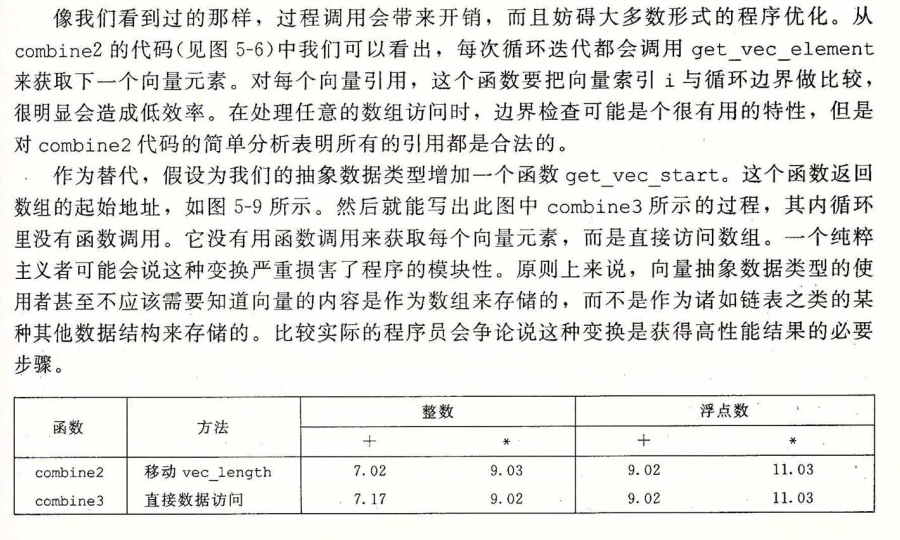 像我们看到过的那样，过程调用会带来开销，而且妨碍大多数形式的程序优化。从
combine2 的代码(见图 5-6)中我们可以看出，每次循环迭代都会调用 get_vec_element
来获取下一个向量元素。对每个向量引用，这个函数要把向量索引 i 与循环边界做比较，
很明显会造成低效率。在处理任意的数组访问时，边界检查可能是个很有用的特性，但是
对 combine2 代码的简单分析表明所有的引用都是合法的。
作为替代，假设为我们的抽象数据类型增加一个函数 get_vec_start。这个函数返回
数组的起始地址，如图 5-9 所示。然后就能写出此图中 combine3 所示的过程，其内循环
里没有函数调用。它没有用函数调用来获取每个向量元素，而是直接访问数组。一个纯粹
主义者可能会说这种变换严重损害了程序的模块性。原则上来说，向量抽象数据类型的使
用者甚至不应该需要知道向量的内容是作为数组来存储的，而不是作为诸如链表之类的某
种其他数据结构来存储的。比较实际的程序员会争论说这种变换是获得高性能结果的必要
步骤。
函数 方法 整数 浮点数
+ * + *
combine2 移动 vec_length 7.02 9.03 9.02 11.03
combine3 直接数据访问 7.17 9.02 9.02 11.03